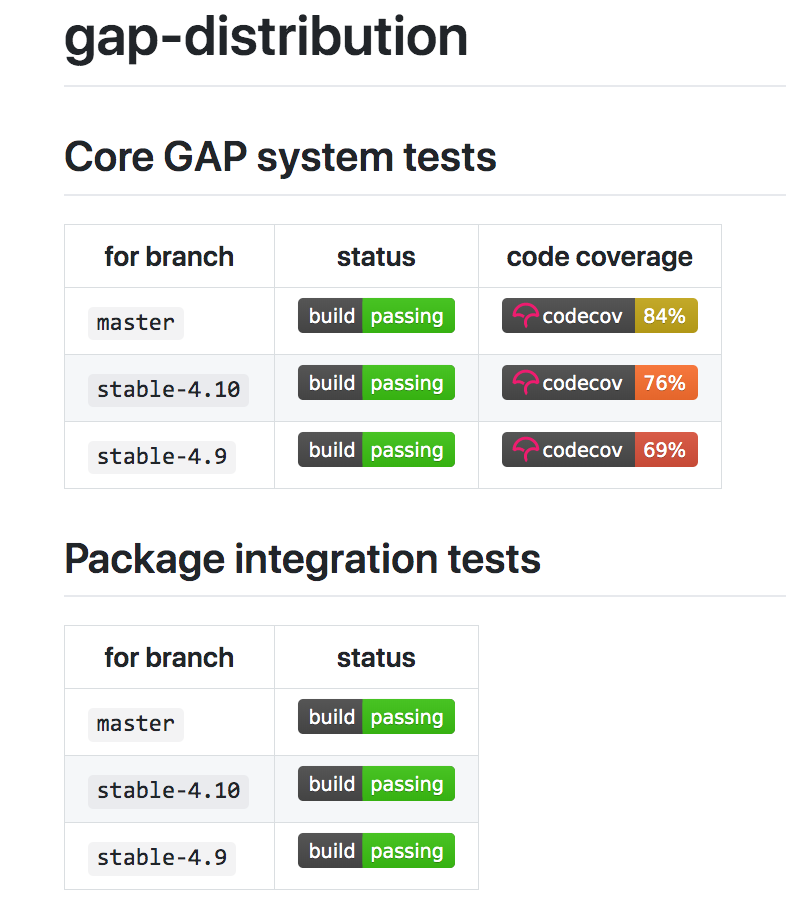 gap-distribution
Core GAP system tests
for branch status code coverage
master build passing codecov 84%
stable-4.10 build passing codecov 76%
stable-4.9 build passing codecov 69%
Package integration tests
for branch status
master build passing
stable-4.10 build passing
stable-4.9 build passing